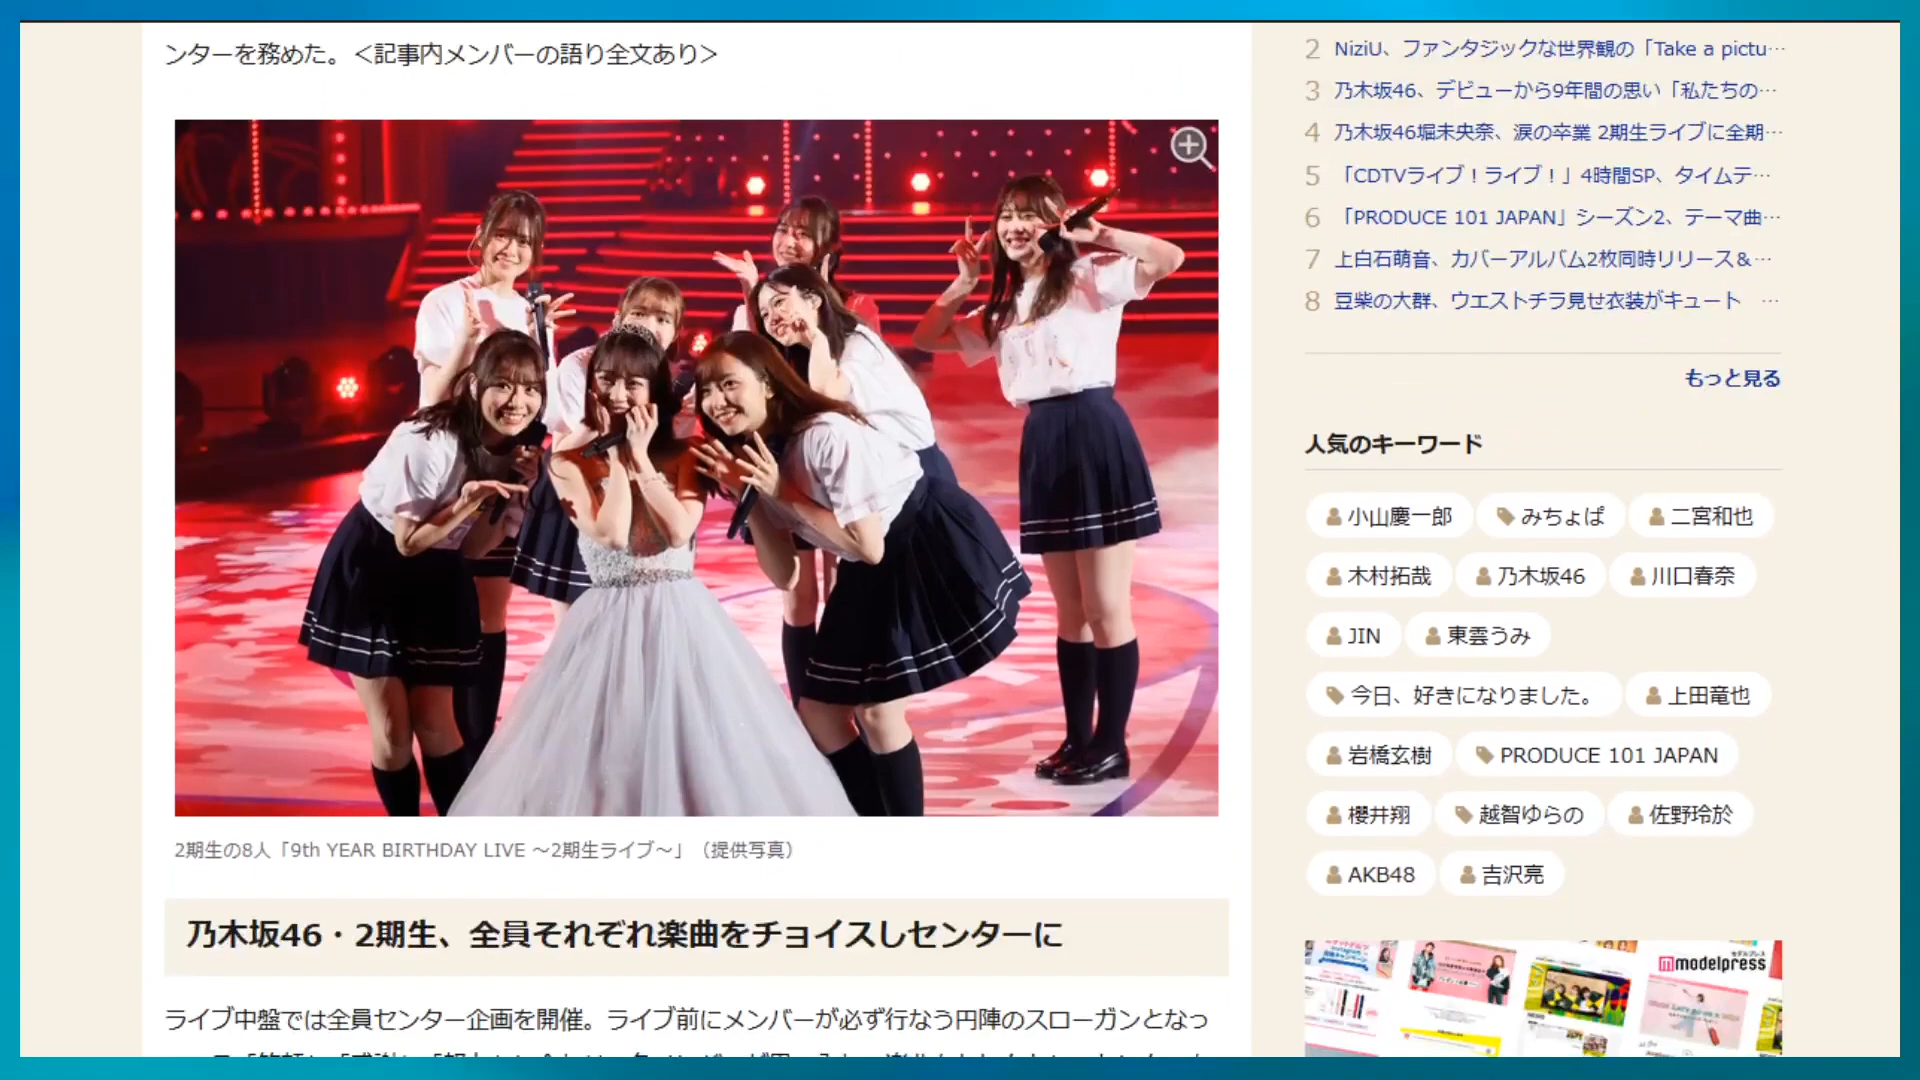 ンターを務めた。＜記事内メンバーの語り全文あり＞
2期生の8人「9th YEAR BIRTHDAY LIVE ～2期生ライブ～」（提供写真）
乃木坂46・2期生、全員それぞれ楽曲をチョイスしセンターに
ライブ中盤では全員センター企画を開催。ライブ前にメンバーが必ず行なう円陣のスローガンとなっ
2 NiziU、ファンタジックな世界観の「Take a pictu…
3 乃木坂46、デビューから9年間の思い「私たちの…
4 乃木坂46堀未央奈、涙の卒業 2期生ライブに全期…
5 「CDTVライブ！ライブ！」4時間SP、タイムテ…
6 「PRODUCE 101 JAPAN」シーズン2、テーマ曲…
7 上白石萌音、カバーアルバム2枚同時リリース＆…
8 豆柴の大群、ウエストチラ見せ衣装がキュート …
もっと見る
人気のキーワード
小山慶一郎 みちょぱ 二宮和也
木村拓哉 乃木坂46 川口春奈
JIN 東雲うみ
今日、好きになりました。 上田竜也
岩橋玄樹 PRODUCE 101 JAPAN
櫻井翔 越智ゆらの 佐野玲於
AKB48 吉沢亮
モデルプレス
modelpress